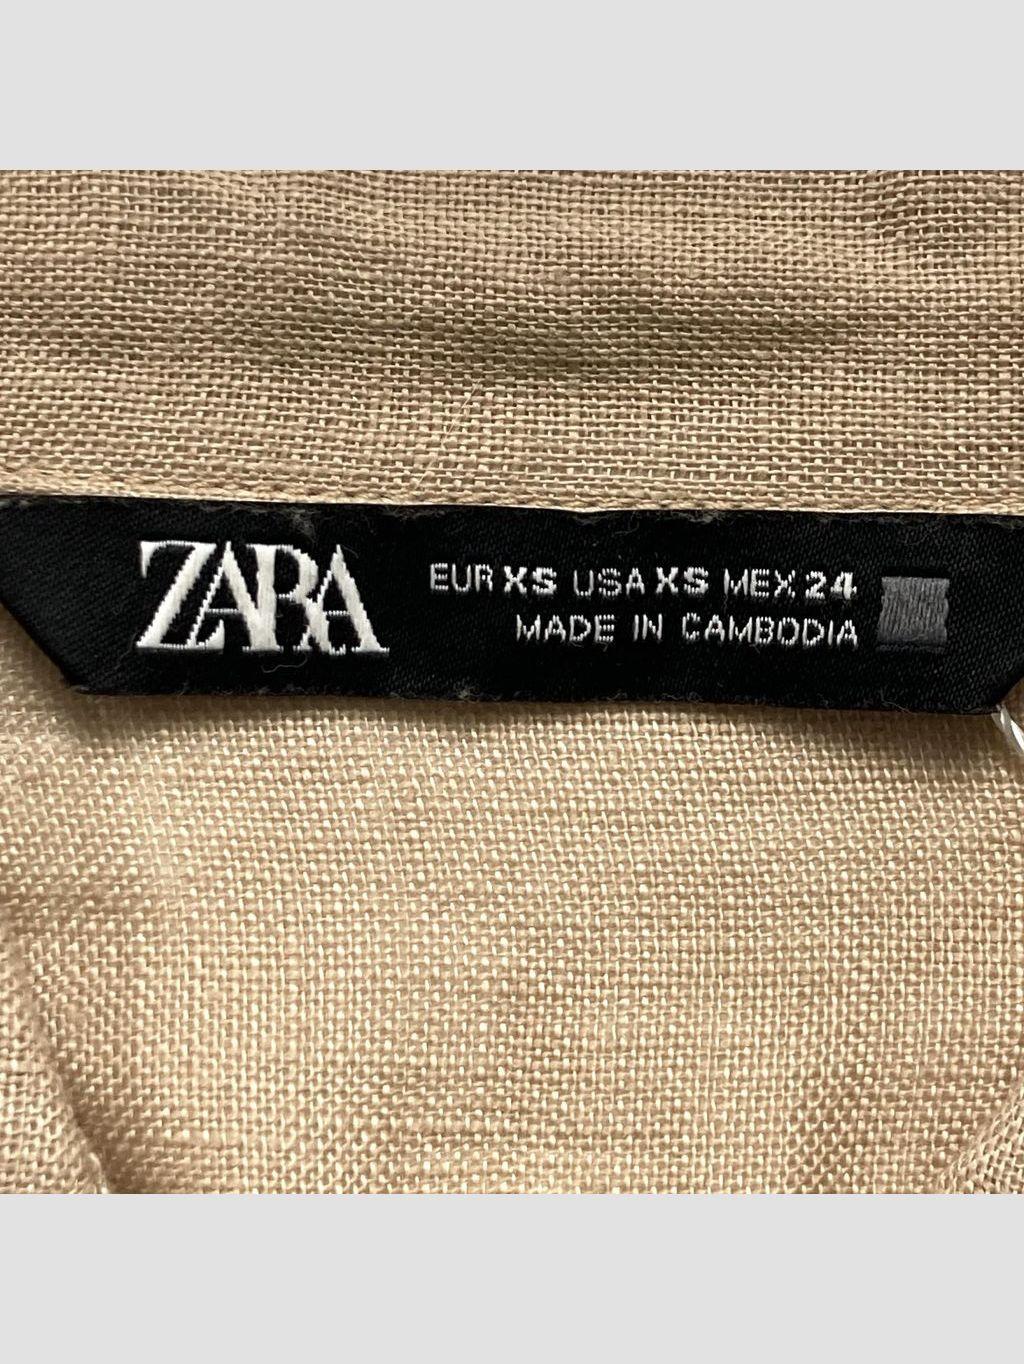 ZARA
EUR XS USA XS MEX 24
MADE IN CAMBODIA